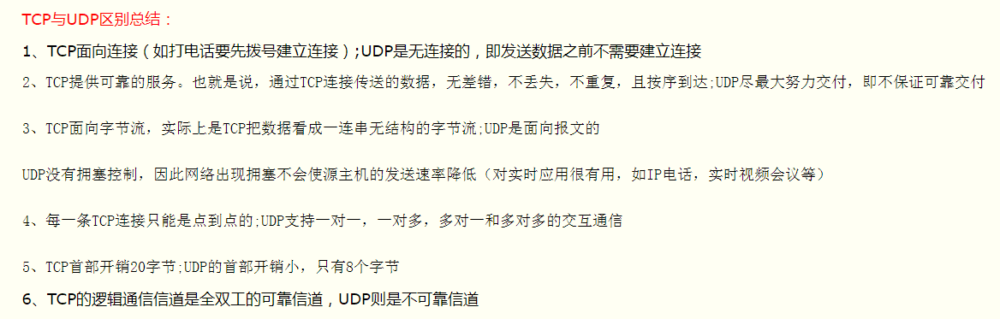 TCP与UDP区别总结：
1、TCP面向连接（如打电话要先拨号建立连接）;UDP是无连接的，即发送数据之前不需要建立连接
2、TCP提供可靠的服务。也就是说，通过TCP连接传送的数据，无差错，不丢失，不重复，且按序到达;UDP尽最大努力交付，即不保证可靠交付
3、TCP面向字节流，实际上是TCP把数据看成一连串无结构的字节流;UDP是面向报文的
UDP没有拥塞控制，因此网络出现拥塞不会使源主机的发送速率降低（对实时应用很有用，如IP电话，实时视频会议等）
4、每一条TCP连接只能是点到点的;UDP支持一对一，一对多，多对一和多对多的交互通信
5、TCP首部开销20字节;UDP的首部开销小，只有8个字节
6、TCP的逻辑通信信道是全双工的可靠信道，UDP则是不可靠信道